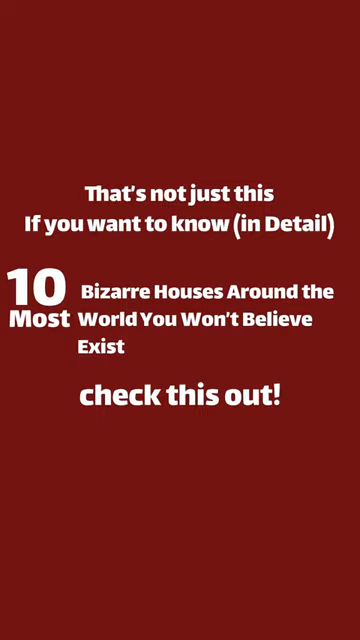 That's not just this
If you want to know (in Detail)
10 Bizarre Houses Around the
Most World You Won't Believe
Exist
check this out!